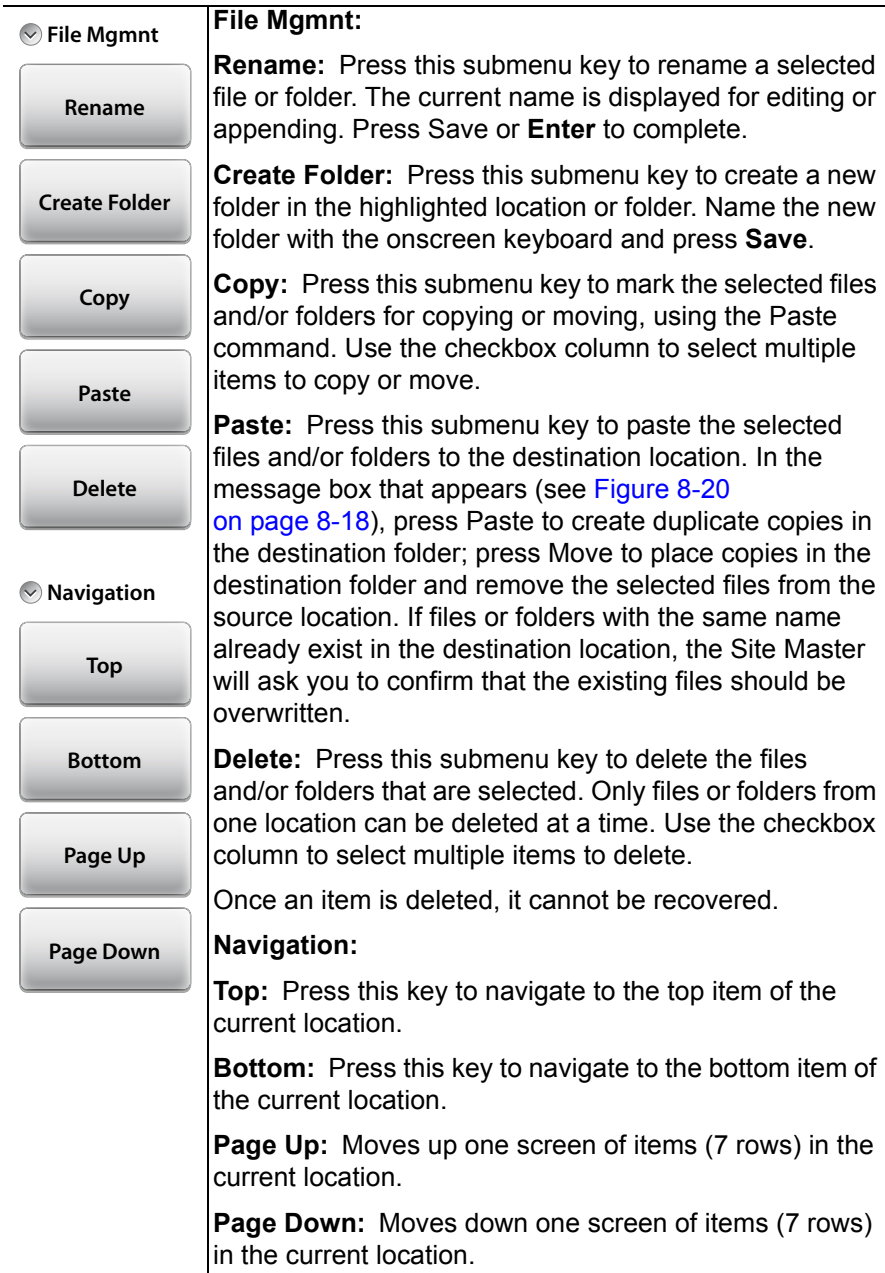 File Mgmnt
Rename
Create Folder
Copy
Paste
Delete
Navigation
Top
Bottom
Page Up
Page Down
File Mgmnt:
Rename: Press this submenu key to rename a selected
file or folder. The current name is displayed for editing or
appending. Press Save or Enter to complete.
Create Folder: Press this submenu key to create a new
folder in the highlighted location or folder. Name the new
folder with the onscreen keyboard and press Save.
Copy: Press this submenu key to mark the selected files
and/or folders for copying or moving, using the Paste
command. Use the checkbox column to select multiple
items to copy or move.
Paste: Press this submenu key to paste the selected
files and/or folders to the destination location. In the
message box that appears (see Figure 8-20
on page 8-18), press Paste to create duplicate copies in
the destination folder; press Move to place copies in the
destination folder and remove the selected files from the
source location. If files or folders with the same name
already exist in the destination location, the Site Master
will ask you to confirm that the existing files should be
overwritten.
Delete: Press this submenu key to delete the files
and/or folders that are selected. Only files or folders from
one location can be deleted at a time. Use the checkbox
column to select multiple items to delete.
Once an item is deleted, it cannot be recovered.
Navigation:
Top: Press this key to navigate to the top item of the
current location.
Bottom: Press this key to navigate to the bottom item of
the current location.
Page Up: Moves up one screen of items (7 rows) in the
current location.
Page Down: Moves down one screen of items (7 rows)
in the current location.